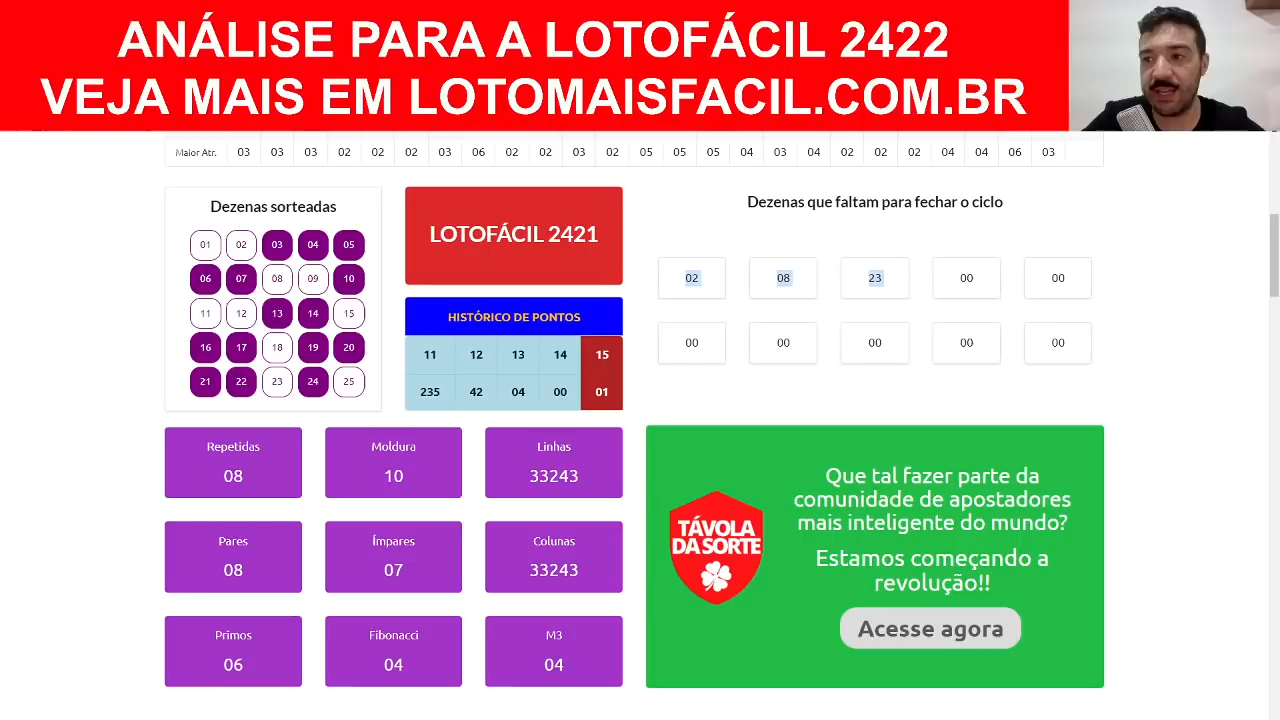 ANÁLISE PARA A LOTOFÁCIL 2422
VEJA MAIS EM LOTOMAISFACIL.COM.BR
Maior Atr. 03 03 03 02 02 02 03 06 02 02 03 02 05 05 05 04 03 04 02 02 02 04 04 06 03
Dezenas sorteadas
01 02 03 04 05
06 07 08 09 10
11 12 13 14 15
16 17 18 19 20
21 22 23 24 25
LOTOFÁCIL 2421
HISTÓRICO DE PONTOS
11 12 13 14 15
235 42 04 00 01
Dezenas que faltam para fechar o ciclo
02 08 23 00 00
00 00 00 00 00
Repetidas
08
Moldura
10
Linhas
33243
Pares
08
Ímpares
07
Colunas
33243
Primos
06
Fibonacci
04
M3
04
TÁVOLA
DA SORTE
Que tal fazer parte da
comunidade de apostadores
mais inteligente do mundo?
Estamos começando a
revolução!!
Acesse agora